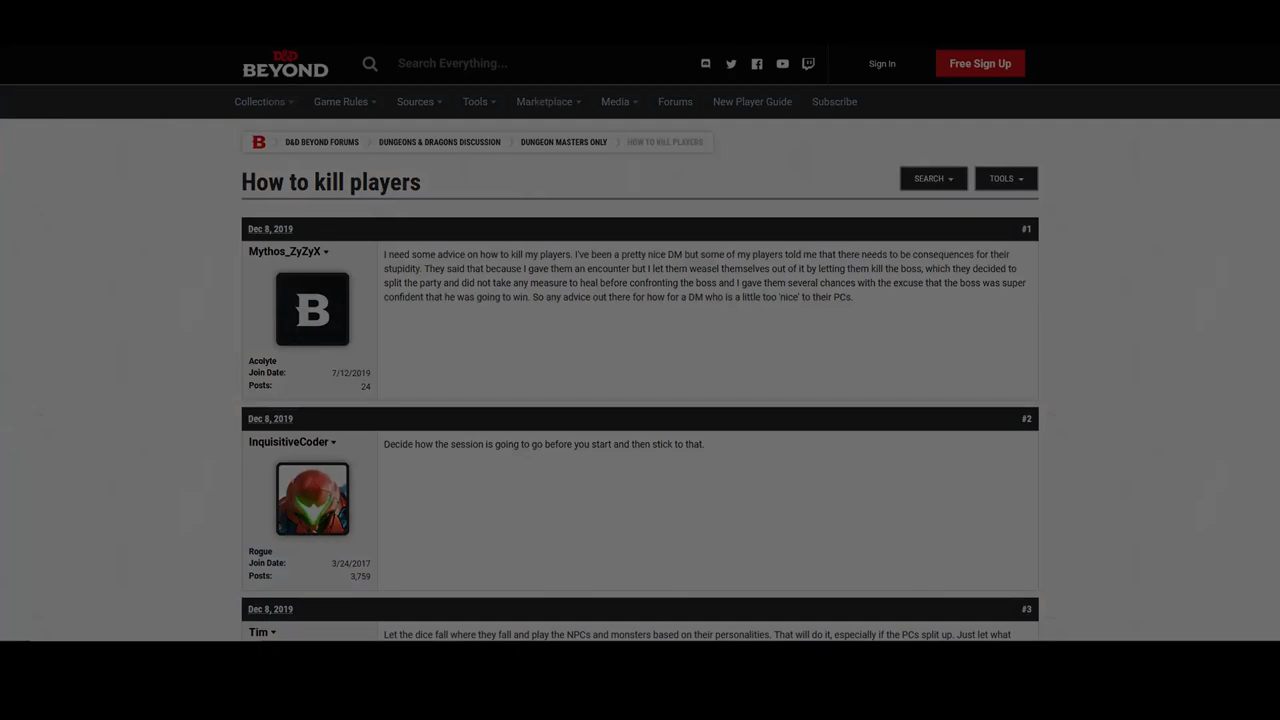 D&D
BEYOND
Search Everything...
Sign In
Free Sign Up
Collections
Game Rules
Sources
Tools
Marketplace
Media
Forums
New Player Guide
Subscribe
B
D&D BEYOND FORUMS
DUNGEONS & DRAGONS DISCUSSION
DUNGEON MASTERS ONLY
HOW TO KILL PLAYERS
How to kill players
SEARCH
TOOLS
Dec 8, 2019
#1
Mythos_ZyZyX
B
Acolyte
Join Date: 7/12/2019
Posts: 24
I need some advice on how to kill my players. I've been a pretty nice DM but some of my players told me that there needs to be consequences for their
stupidity. They said that because I gave them an encounter but I let them weasel themselves out of it by letting them kill the boss, which they decided to
split the party and did not take any measure to heal before confronting the boss and I gave them several chances with the excuse that the boss was super
confident that he was going to win. So any advice out there for how for a DM who is a little too 'nice' to their PCs.
Dec 8, 2019
#2
InquisitiveCoder
Rogue
Join Date: 3/24/2017
Posts: 3,759
Decide how the session is going to go before you start and then stick to that.
Dec 8, 2019
#3
Tim
Let the dice fall where they fall and play the NPCs and monsters based on their personalities. That will do it, especially if the PCs split up. Just let what